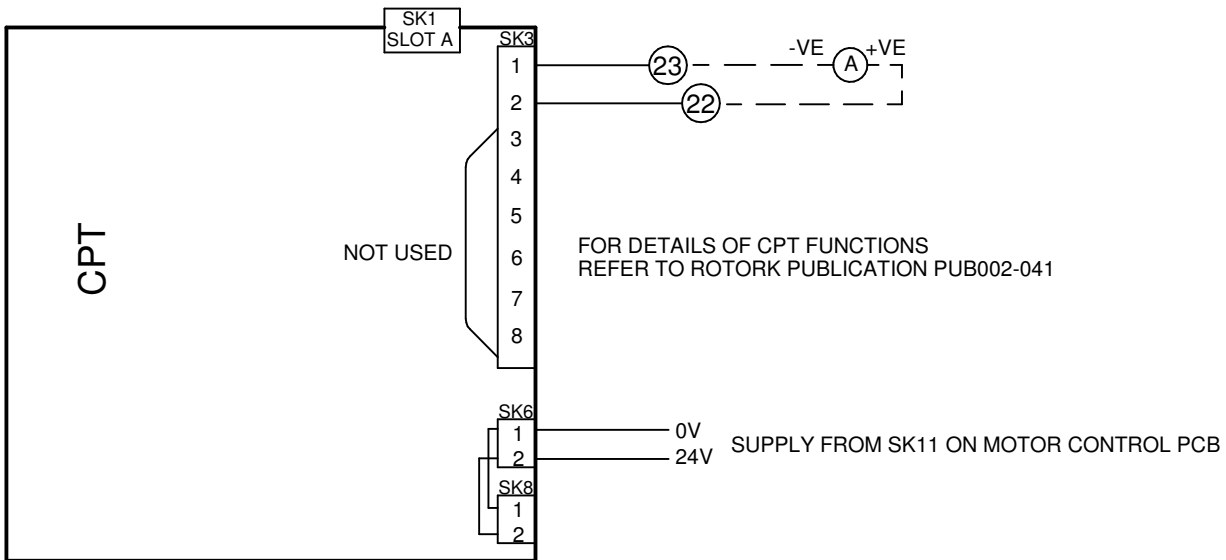 SK1
SLOT A
SK3
1
23
-VE
A
+VE
2
22
3
4
5
6
7
8
CPT
NOT USED
FOR DETAILS OF CPT FUNCTIONS
REFER TO ROTORK PUBLICATION PUB002-041
SK6
1
2
0V
24V
SUPPLY FROM SK11 ON MOTOR CONTROL PCB
SK8
1
2